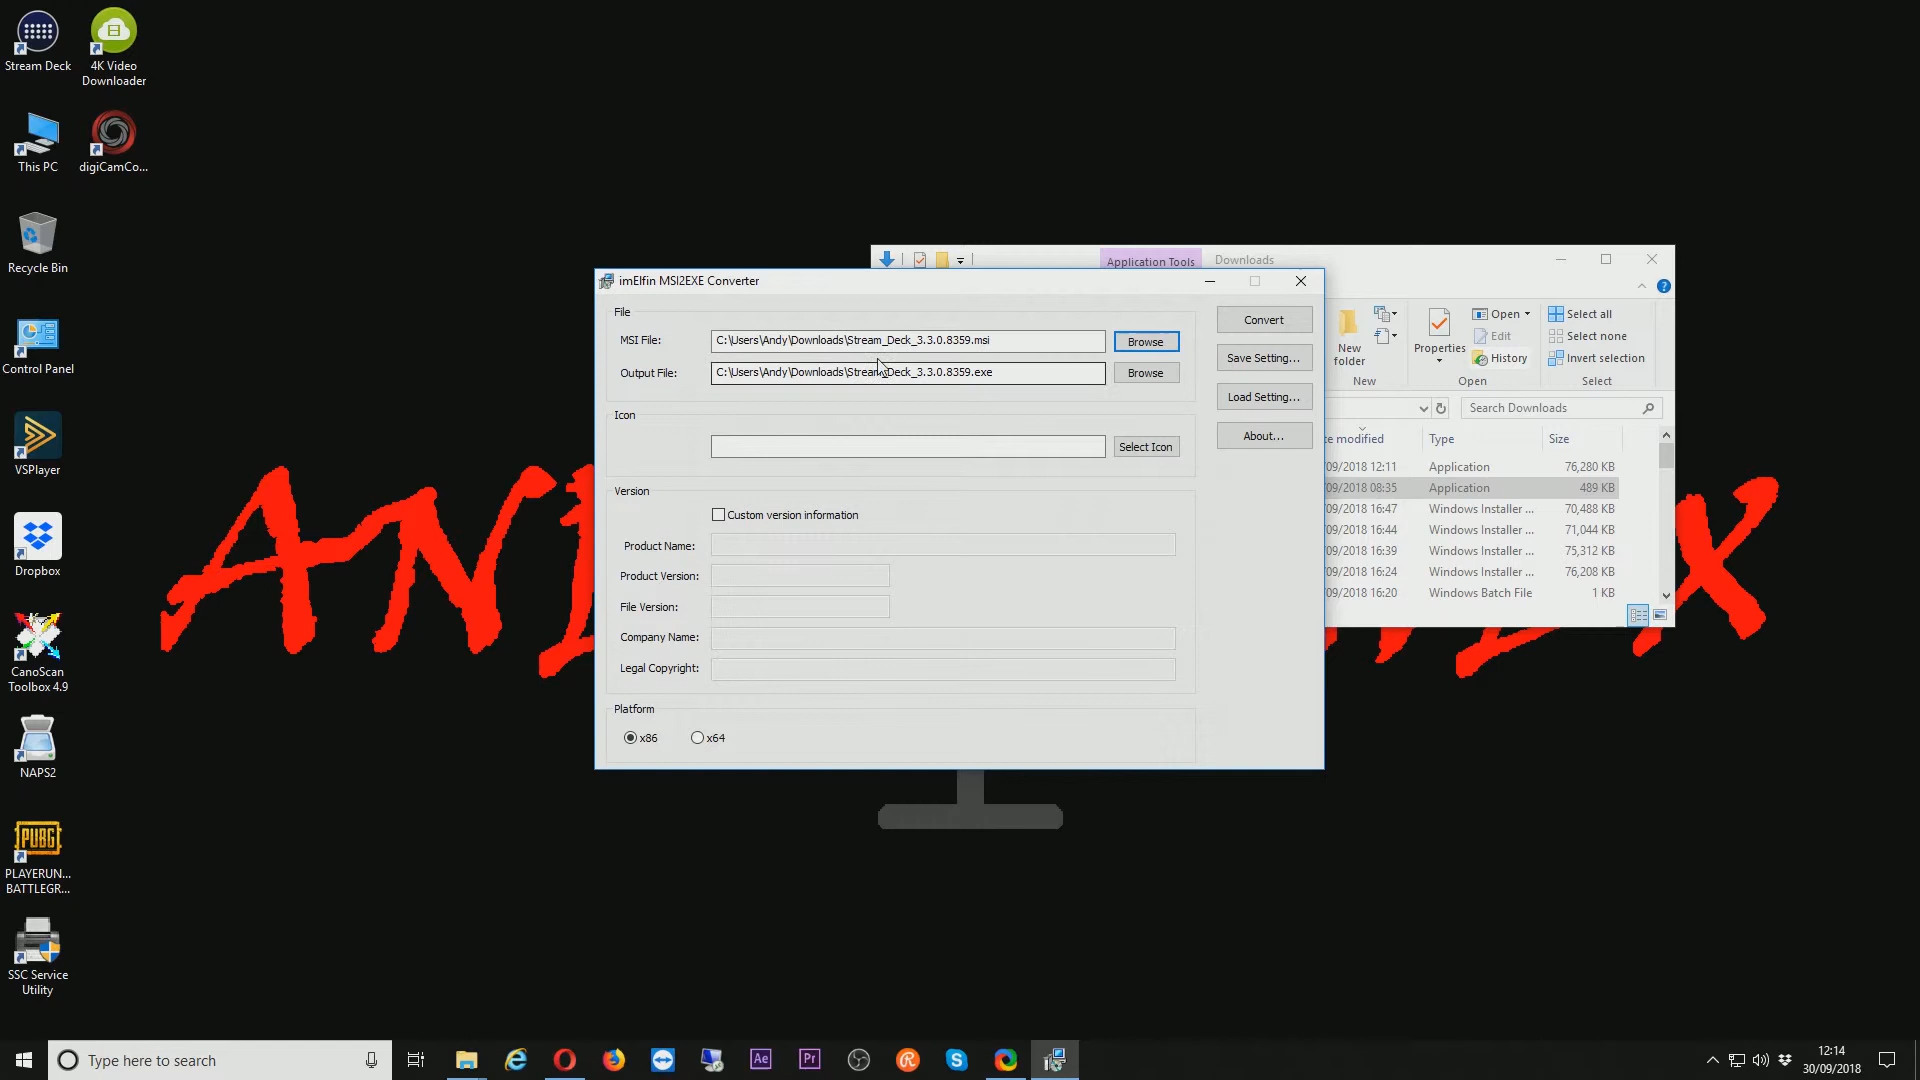 Stream Deck
4K Video
Downloader
This PC
digiCamCo...
Recycle Bin
Control Panel
VSPlayer
Dropbox
CanoScan
Toolbox 4.9
NAPS2
PUBG
PLAYERUN...
BATTLEGR...
SSC Service
Utility
Application Tools
Downloads
New
folder
New
Properties
Open
Edit
History
Open
Select all
Select none
Invert selection
Select
Search Downloads
te modified
Type
Size
/09/2018 12:11
Application
76,280 KB
/09/2018 08:35
Application
489 KB
/09/2018 16:47
Windows Installer ...
70,488 KB
/09/2018 16:44
Windows Installer ...
71,044 KB
/09/2018 16:39
Windows Installer ...
75,312 KB
/09/2018 16:24
Windows Installer ...
76,208 KB
/09/2018 16:20
Windows Batch File
1 KB
imElfin MSI2EXE Converter
File
MSI File:
C:\Users\Andy\Downloads\Stream_Deck_3.3.0.8359.msi
Browse
Output File:
C:\Users\Andy\Downloads\Stream_Deck_3.3.0.8359.exe
Browse
Icon
Select Icon
Version
Custom version information
Product Name:
Product Version:
File Version:
Company Name:
Legal Copyright:
Platform
x86
x64
Convert
Save Setting...
Load Setting...
About...
Type here to search
Ae
Pr
12:14
30/09/2018